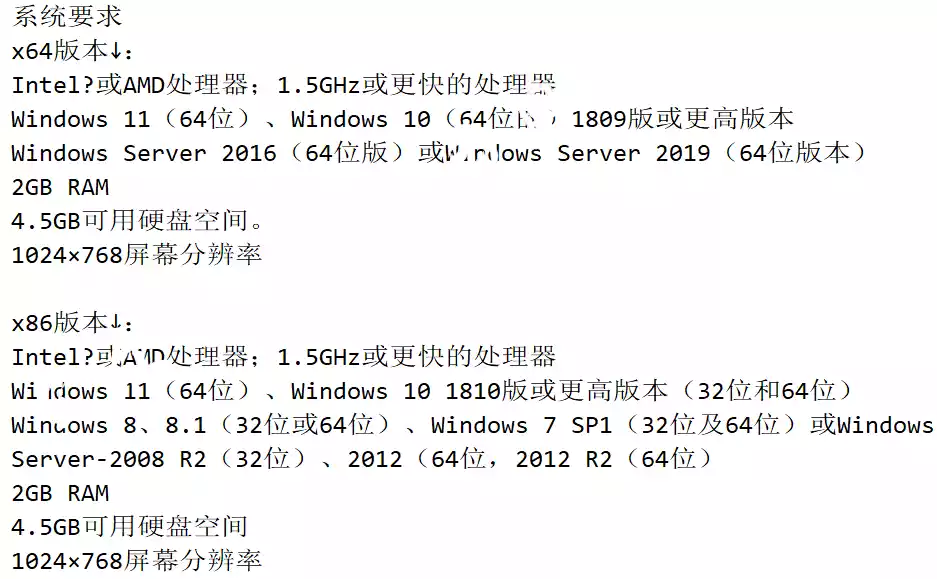 系统要求
x64版本↓:
Intel?或AMD处理器; 1.5GHz或更快的处理器
Windows 11（64位）、Windows 10（64位的）1809版或更高版本
Windows Server 2016（64位版）或Windows Server 2019（64位版本）
2GB RAM
4.5GB可用硬盘空间。
1024×768屏幕分辨率
x86版本↓:
Intel?或AMD处理器; 1.5GHz或更快的处理器
Windows 11（64位）、Windows 10 1810版或更高版本（32位和64位）
Windows 8、8.1（32位或64位）、Windows 7 SP1（32位及64位）或Windows
Server-2008 R2（32位）、2012（64位，2012 R2（64位）
2GB RAM
4.5GB可用硬盘空间
1024×768屏幕分辨率